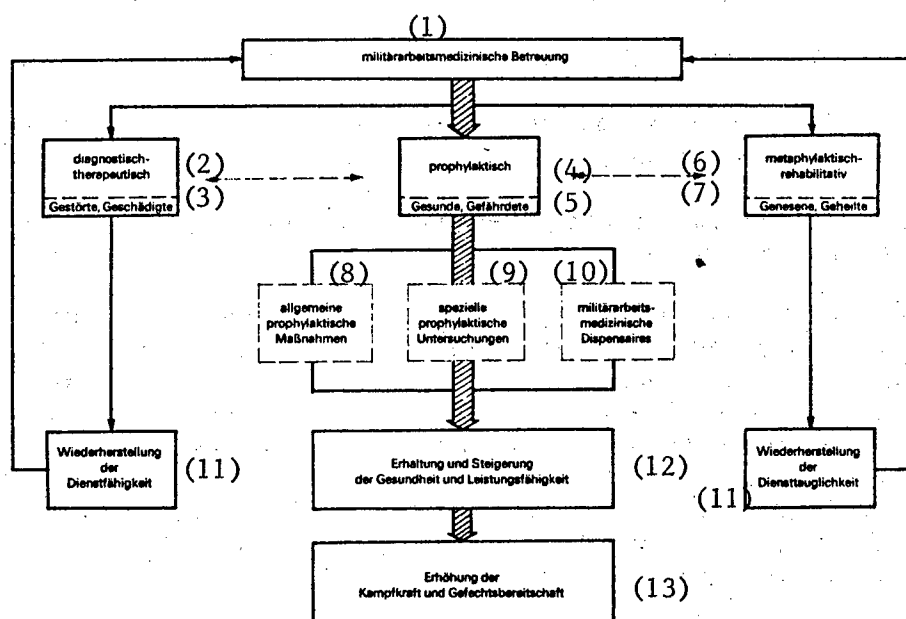 (1)
militärarbeitsmedizinische Betreuung
diagnostisch-
therapeutisch
(2)
Gestörte, Geschädigte
(3)
prophylaktisch
(4)
Gesunde, Gefährdete
(5)
(6)
(7)
metaphylaktisch-
rehabilitativ
Genesene, Geheilte
(8)
allgemeine
prophylaktische
Maßnahmen
(9)
spezielle
prophylaktische
Untersuchungen
(10)
militärarbeits-
medizinische
Dispensaires
Wiederherstellung
der
Dienstfähigkeit
(11)
Erhaltung und Steigerung
der Gesundheit und Leistungsfähigkeit
(12)
Wiederherstellung
der
Diensttauglichkeit
(11)
Erhöhung der
Kampfkraft und Gefechtsbereitschaft
(13)